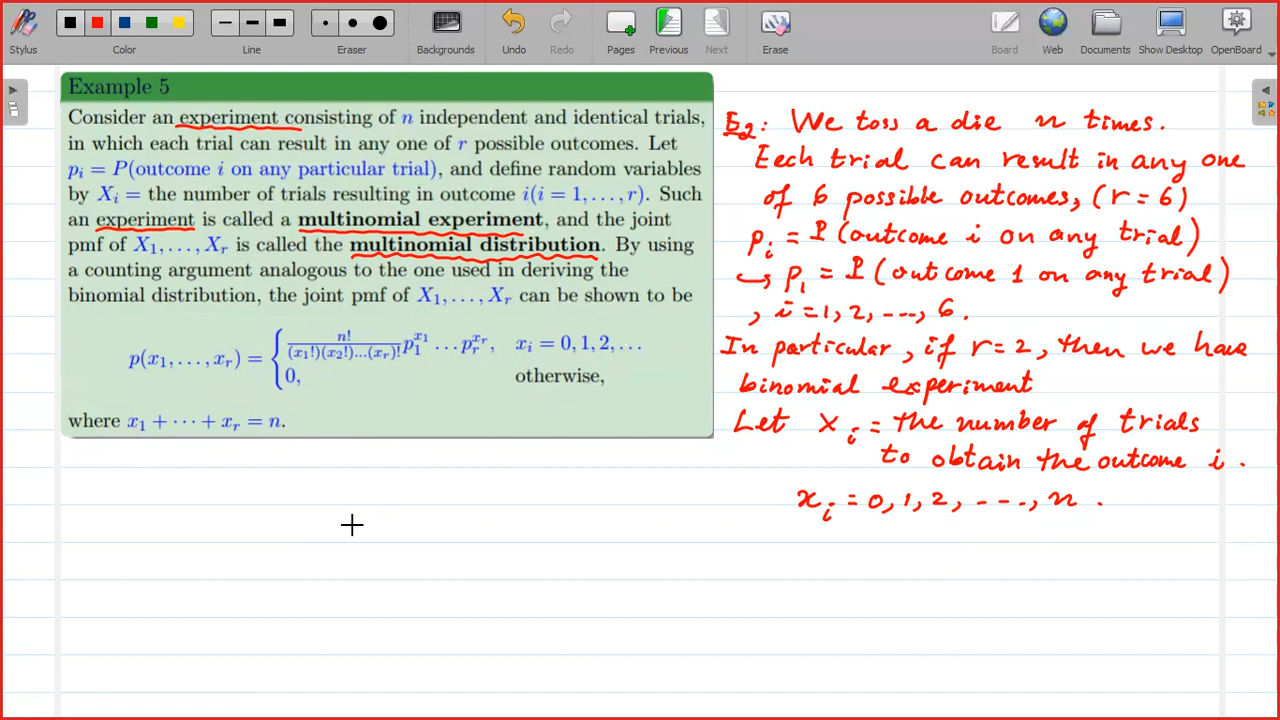 Stylus
Color
Line
Eraser
Backgrounds
Undo
Redo
Pages
Previous
Next
Erase
Board
Web
Documents
Show Desktop
OpenBoard
Example 5
Consider an experiment consisting of n independent and identical trials,
in which each trial can result in any one of r possible outcomes. Let
pᵢ = P(outcome i on any particular trial), and define random variables
by Xᵢ = the number of trials resulting in outcome i(i = 1, . . . , r). Such
an experiment is called a multinomial experiment, and the joint
pmf of X₁, . . . , Xᵣ is called the multinomial distribution. By using
a counting argument analogous to the one used in deriving the
binomial distribution, the joint pmf of X₁, . . . , Xᵣ can be shown to be
p(x₁, . . . , xᵣ) = { n!/((x₁!)(x₂!)...(xᵣ)!) p₁^x₁ . . . pᵣ^xᵣ, xᵢ = 0, 1, 2, . . .
0, otherwise,
where x₁ + · · · + xᵣ = n.
Eg: We toss a die n times.
Each trial can result in any one
of 6 possible outcomes, (r = 6)
pᵢ = P (outcome i on any trial)
↪ p₁ = P (outcome 1 on any trial)
, i = 1, 2, ..., 6.
In particular, if r = 2, then we have
binomial experiment
Let Xᵢ = the number of trials
to obtain the outcome i.
xᵢ = 0, 1, 2, ...., n .